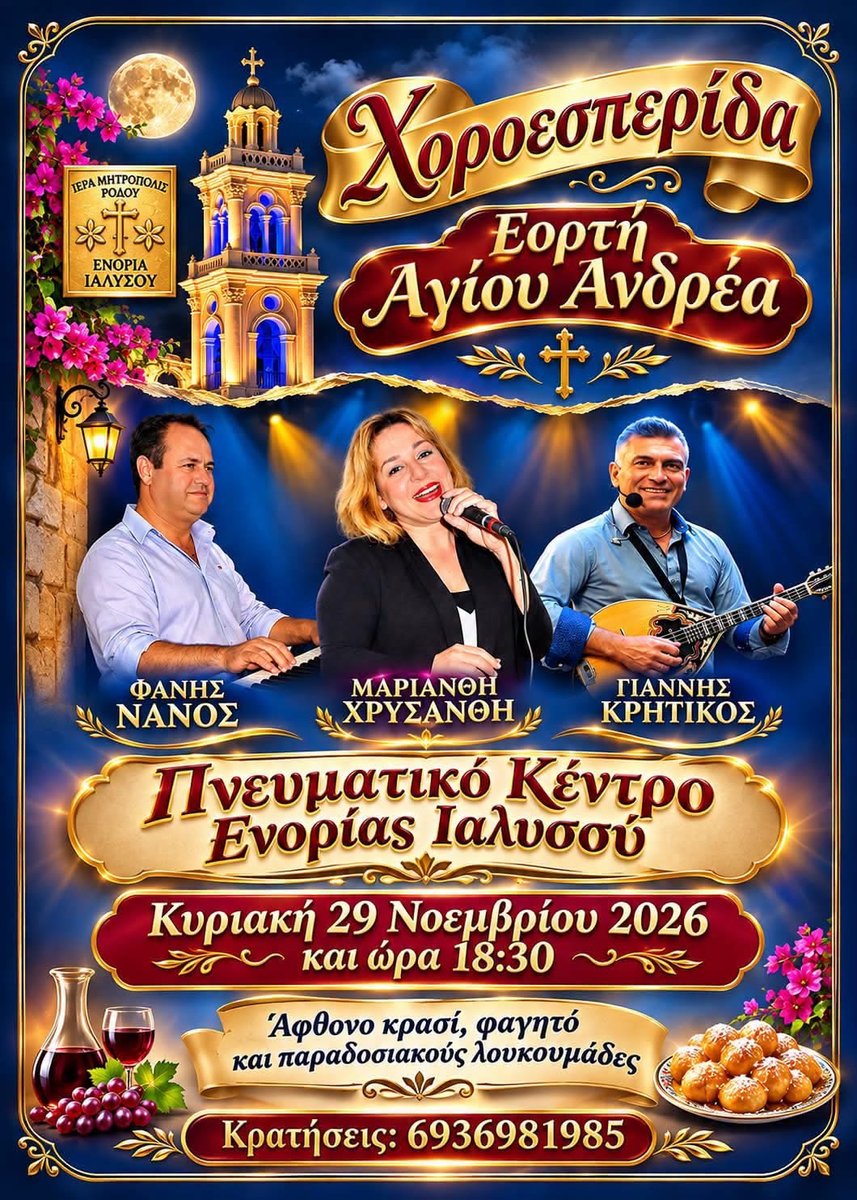 Χοροεσπερίδα
Εορτή
Αγίου Ανδρέα
ΙΕΡΑ ΜΗΤΡΟΠΟΛΙΣ
ΡΟΔΟΥ
ΕΝΟΡΙΑ
ΙΑΛΥΣΟΥ
ΦΑΝΗΣ
ΝΑΝΟΣ
ΜΑΡΙΑΝΘΗ
ΧΡΥΣΑΝΘΗ
ΓΙΑΝΝΗΣ
ΚΡΗΤΙΚΟΣ
Πνευματικό Κέντρο
Ενορίας Ιαλυσσύ
Κυριακή 29 Νοεμβρίου 2026
και ώρα 18:30
Άφθονο κρασί, φαγητό
και παραδοσιακούς λουκουμάδες
Κρατήσεις: 6936981985